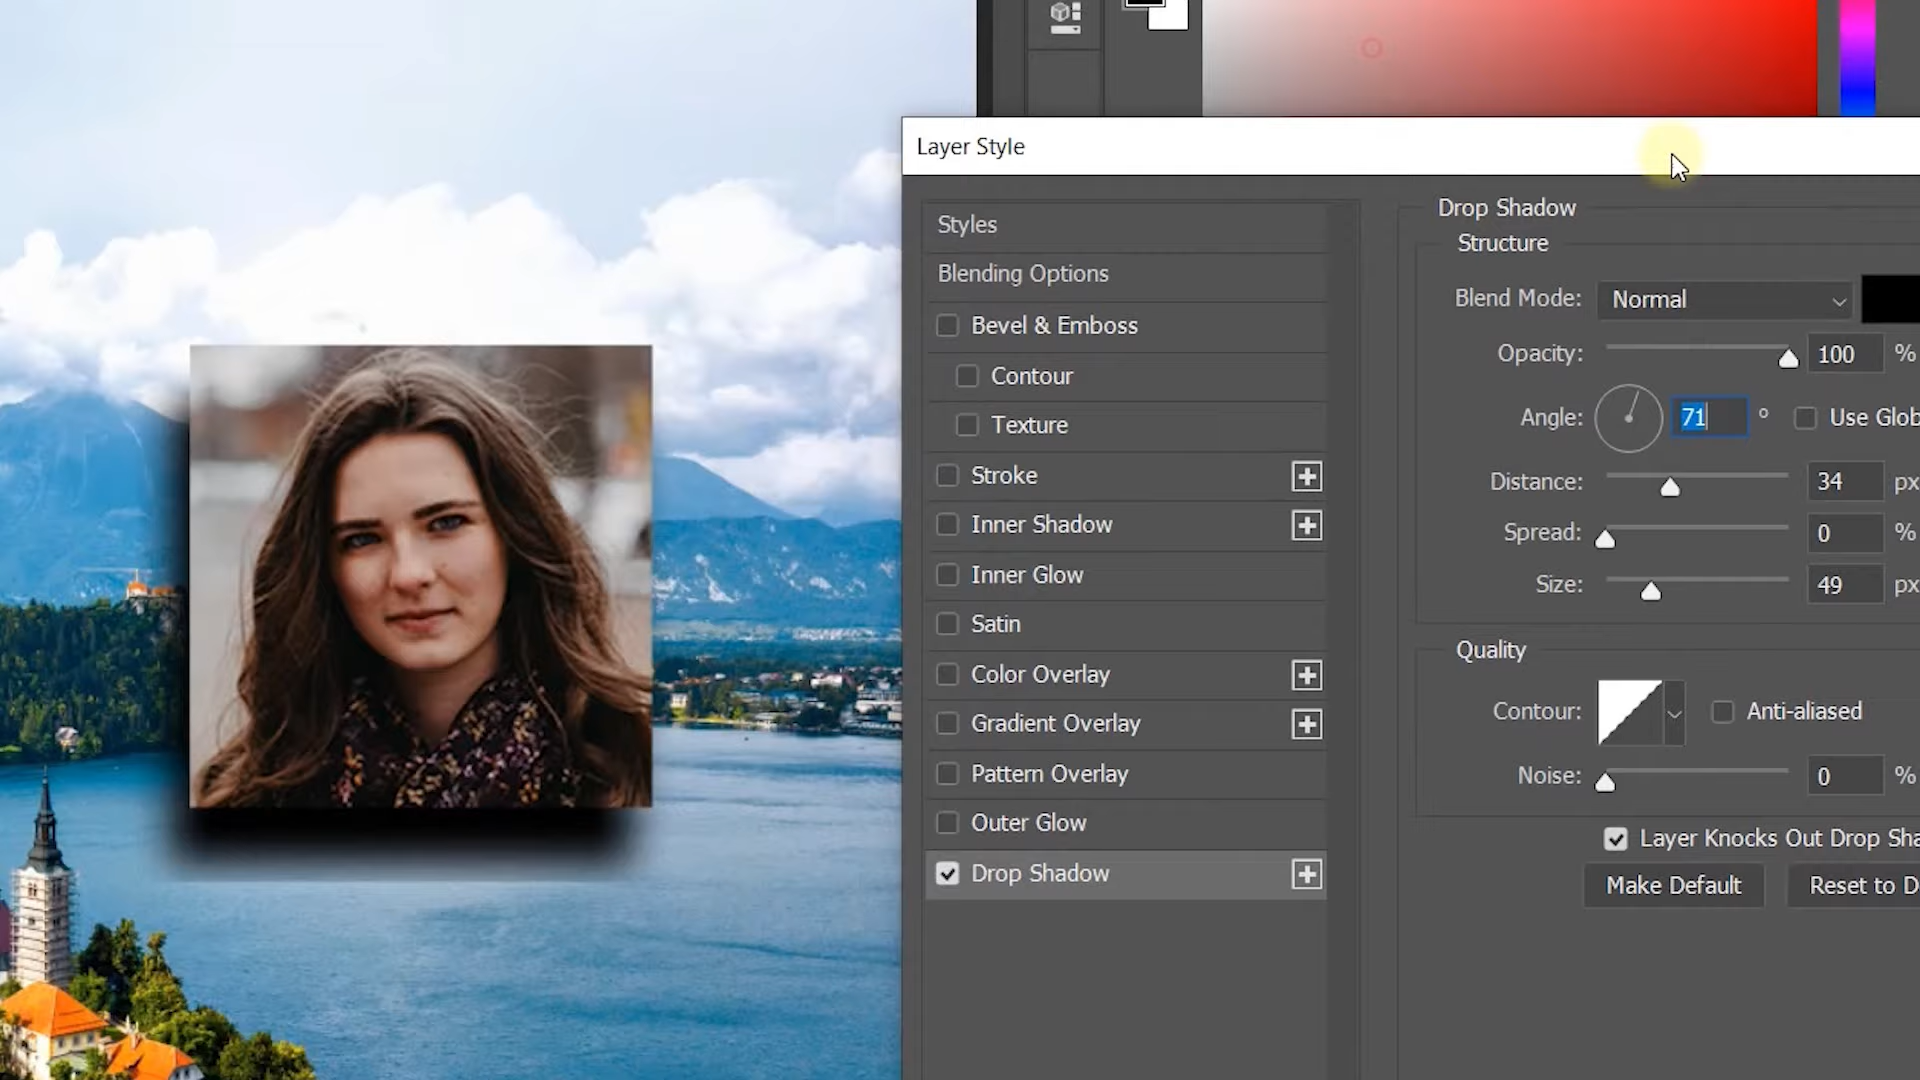 Layer Style
Styles
Blending Options
Bevel & Emboss
Contour
Texture
Stroke
Inner Shadow
Inner Glow
Satin
Color Overlay
Gradient Overlay
Pattern Overlay
Outer Glow
Drop Shadow
Drop Shadow
Structure
Blend Mode: Normal
Opacity: 100 %
Angle: 71 ° Use Glob
Distance: 34 px
Spread: 0 %
Size: 49 px
Quality
Contour: Anti-aliased
Noise: 0 %
Layer Knocks Out Drop Sha
Make Default Reset to D